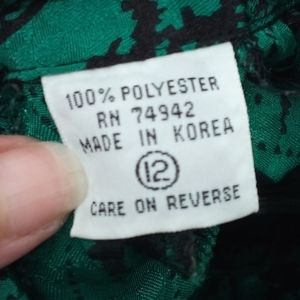 100% POLYESTER
RN 74942
MADE IN KOREA
12
CARE ON REVERSE